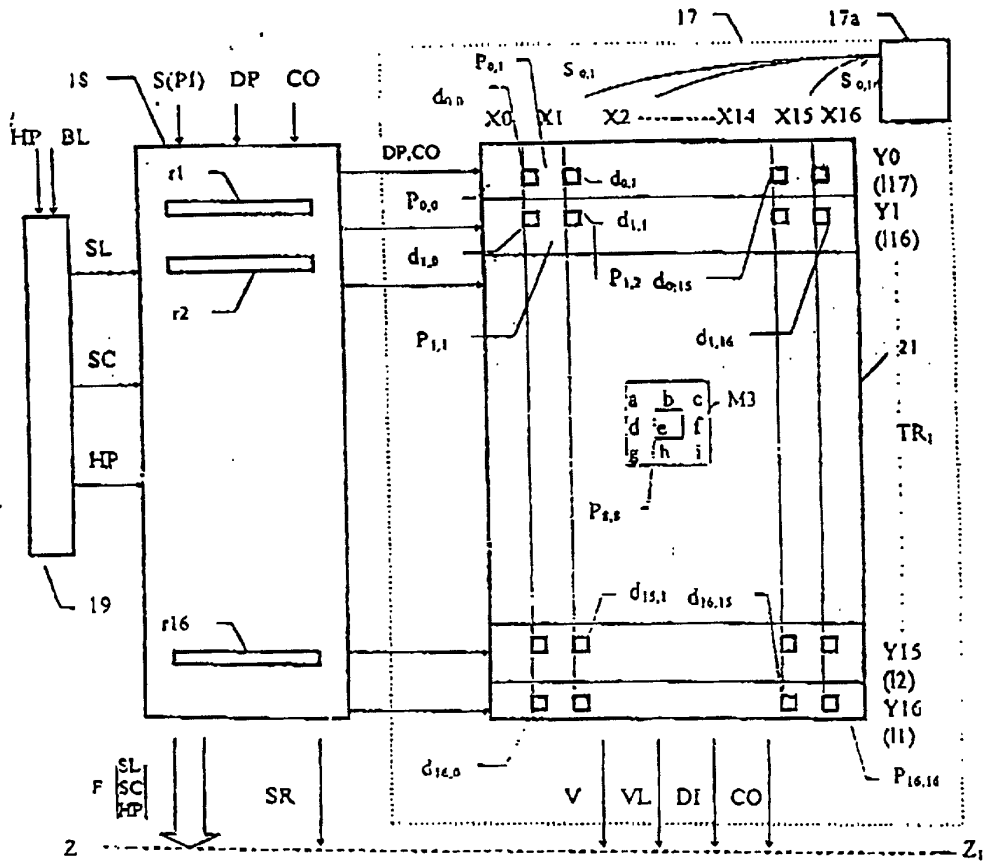 17 17a
18 S(PI) DP CO P0,1 S0,1 S0,1
d0,0
HP BL X0 X1 X2 X14 X15 X16
DP,CO
r1 Y0
P0,0 d0,1 (l17)
Y1
SL d1,0 d1,1 (l16)
r2 P1,2 d0,15
P1,1 d1,16
SC 21
a b c M3
d e f TR1
g h i
HP
P8,8
19 d15,1 d16,15
r16 Y15
(l2)
Y16
(l1)
d16,0 P16,16
SL
F SC SR V VL DI CO
HP
Z Z1